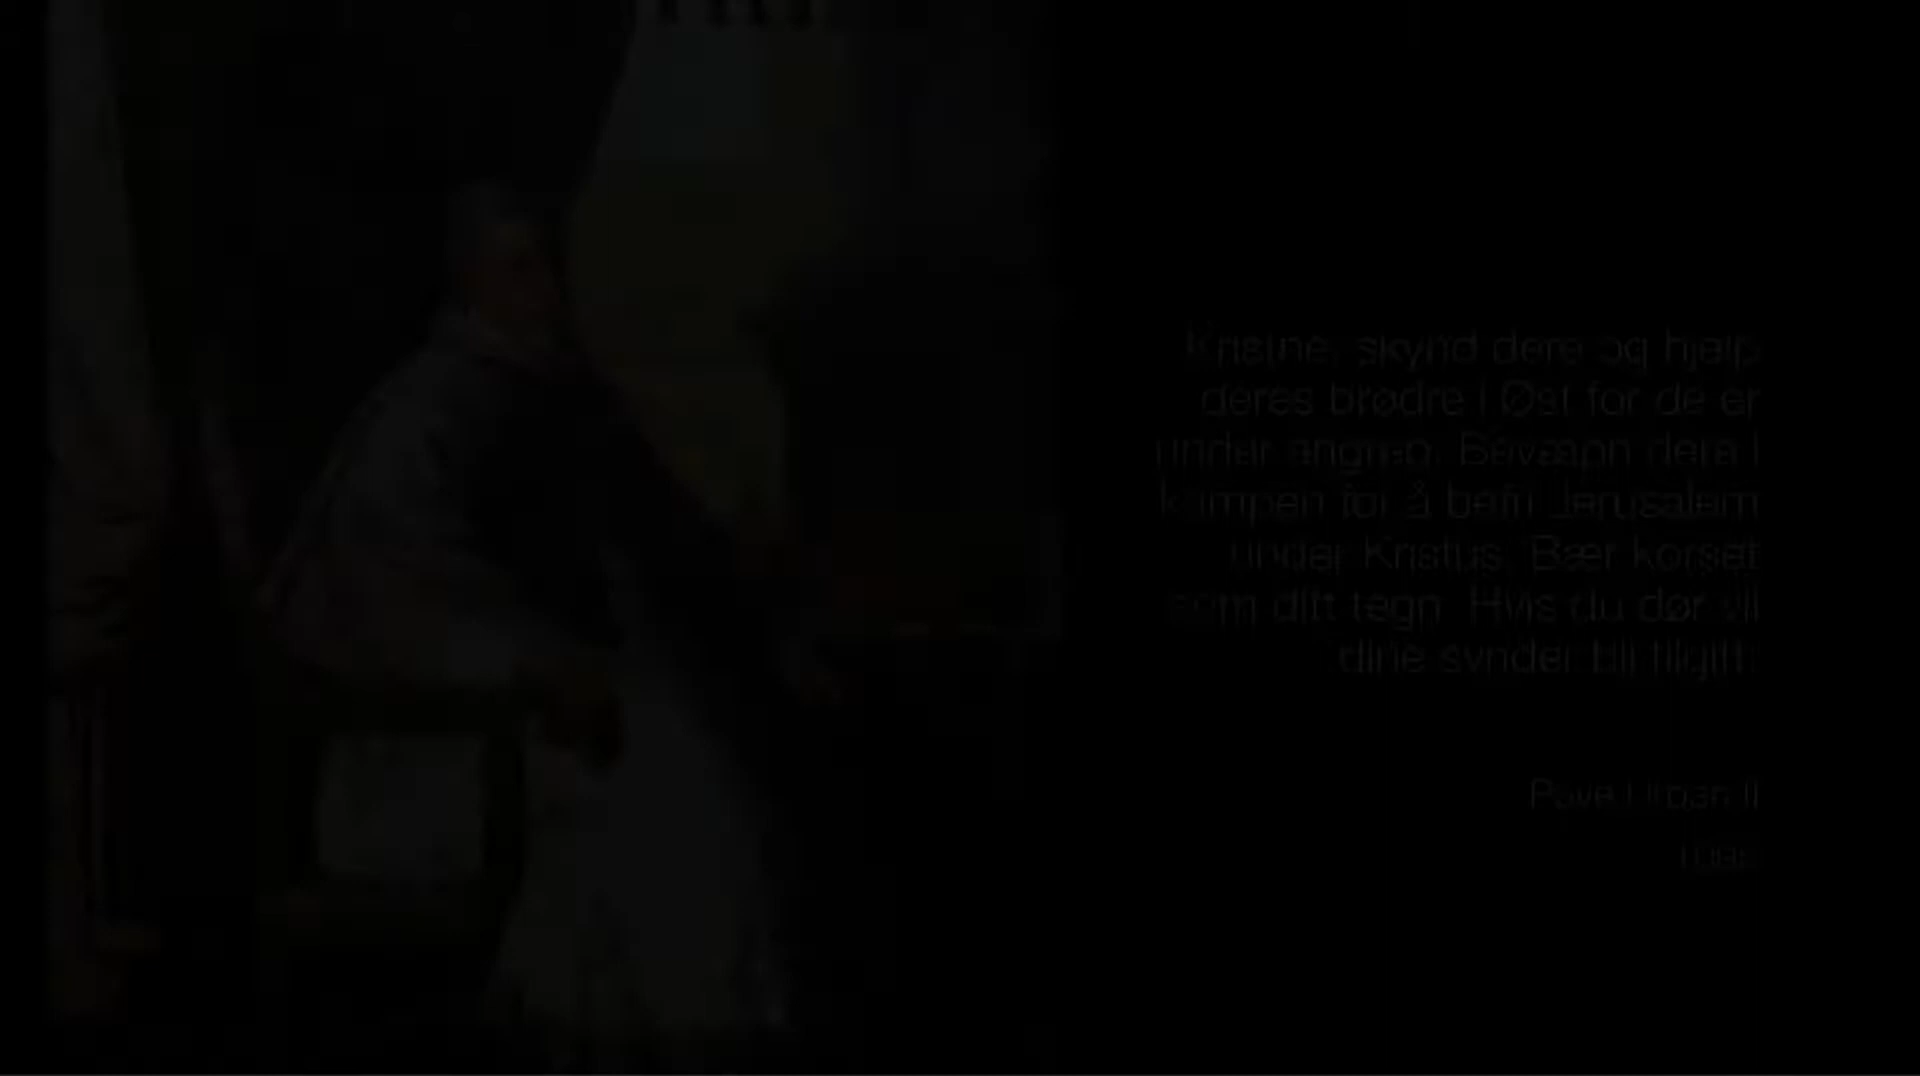 Kristne, skynd dere og hjelp
deres brødre i Øst for de er
under angrep. Bevæpn dere i
kampen for å befri Jerusalem
under Kristus. Bær korset
som ditt tegn. Hvis du dør vil
dine synder bli tilgitt.
Pave Urban II